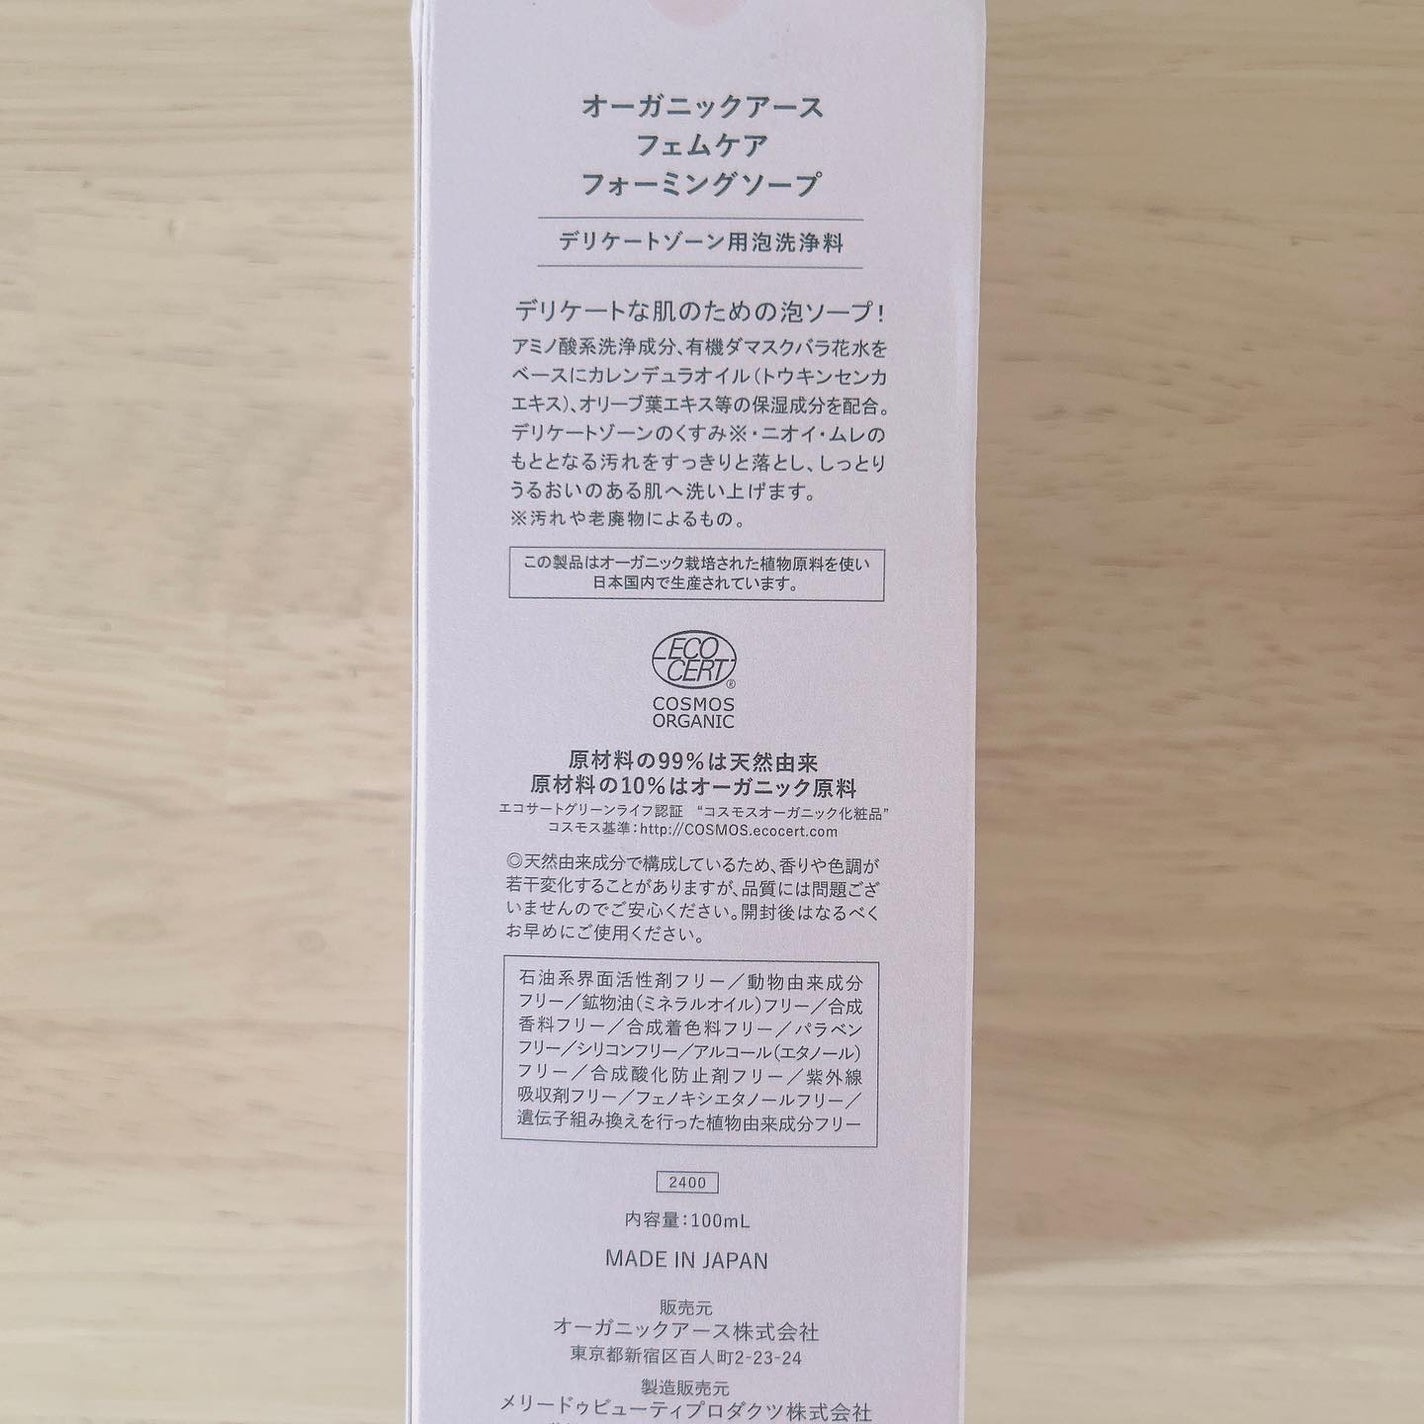 オーガニックアース
フェムケア
フォーミングソープ
デリケートゾーン用泡洗浄料
デリケートな肌のための泡ソープ！
アミノ酸系洗浄成分、有機ダマスクバラ花水を
ベースにカレンデュラオイル（トウキンセンカ
エキス）、オリーブ葉エキス等の保湿成分を配合。
デリケートゾーンのくすみ※・ニオイ・ムレの
もととなる汚れをすっきりと落とし、しっとり
うるおいのある肌へ洗い上げます。
※汚れや老廃物によるもの。
この製品はオーガニック栽培された植物原料を使い
日本国内で生産されています。
ECO
CERT®
COSMOS
ORGANIC
原材料の99%は天然由来
原材料の10%はオーガニック原料
エコサートグリーンライフ認証 “コスモスオーガニック化粧品”
コスモス基準：http://COSMOS.ecocert.com
◎天然由来成分で構成しているため、香りや色調が
若干変化することがありますが、品質には問題ござ
いませんのでご安心ください。開封後はなるべく
お早めにご使用ください。
石油系界面活性剤フリー／動物由来成分
フリー／鉱物油（ミネラルオイル）フリー／合成
香料フリー／合成着色料フリー／パラベン
フリー／シリコンフリー／アルコール（エタノール）
フリー／合成酸化防止剤フリー／紫外線
吸収剤フリー／フェノキシエタノールフリー／
遺伝子組み換えを行った植物由来成分フリー
2400
内容量：100mL
MADE IN JAPAN
販売元
オーガニックアース株式会社
東京都新宿区百人町2-23-24
製造販売元
メリードゥビューティプロダクツ株式会社